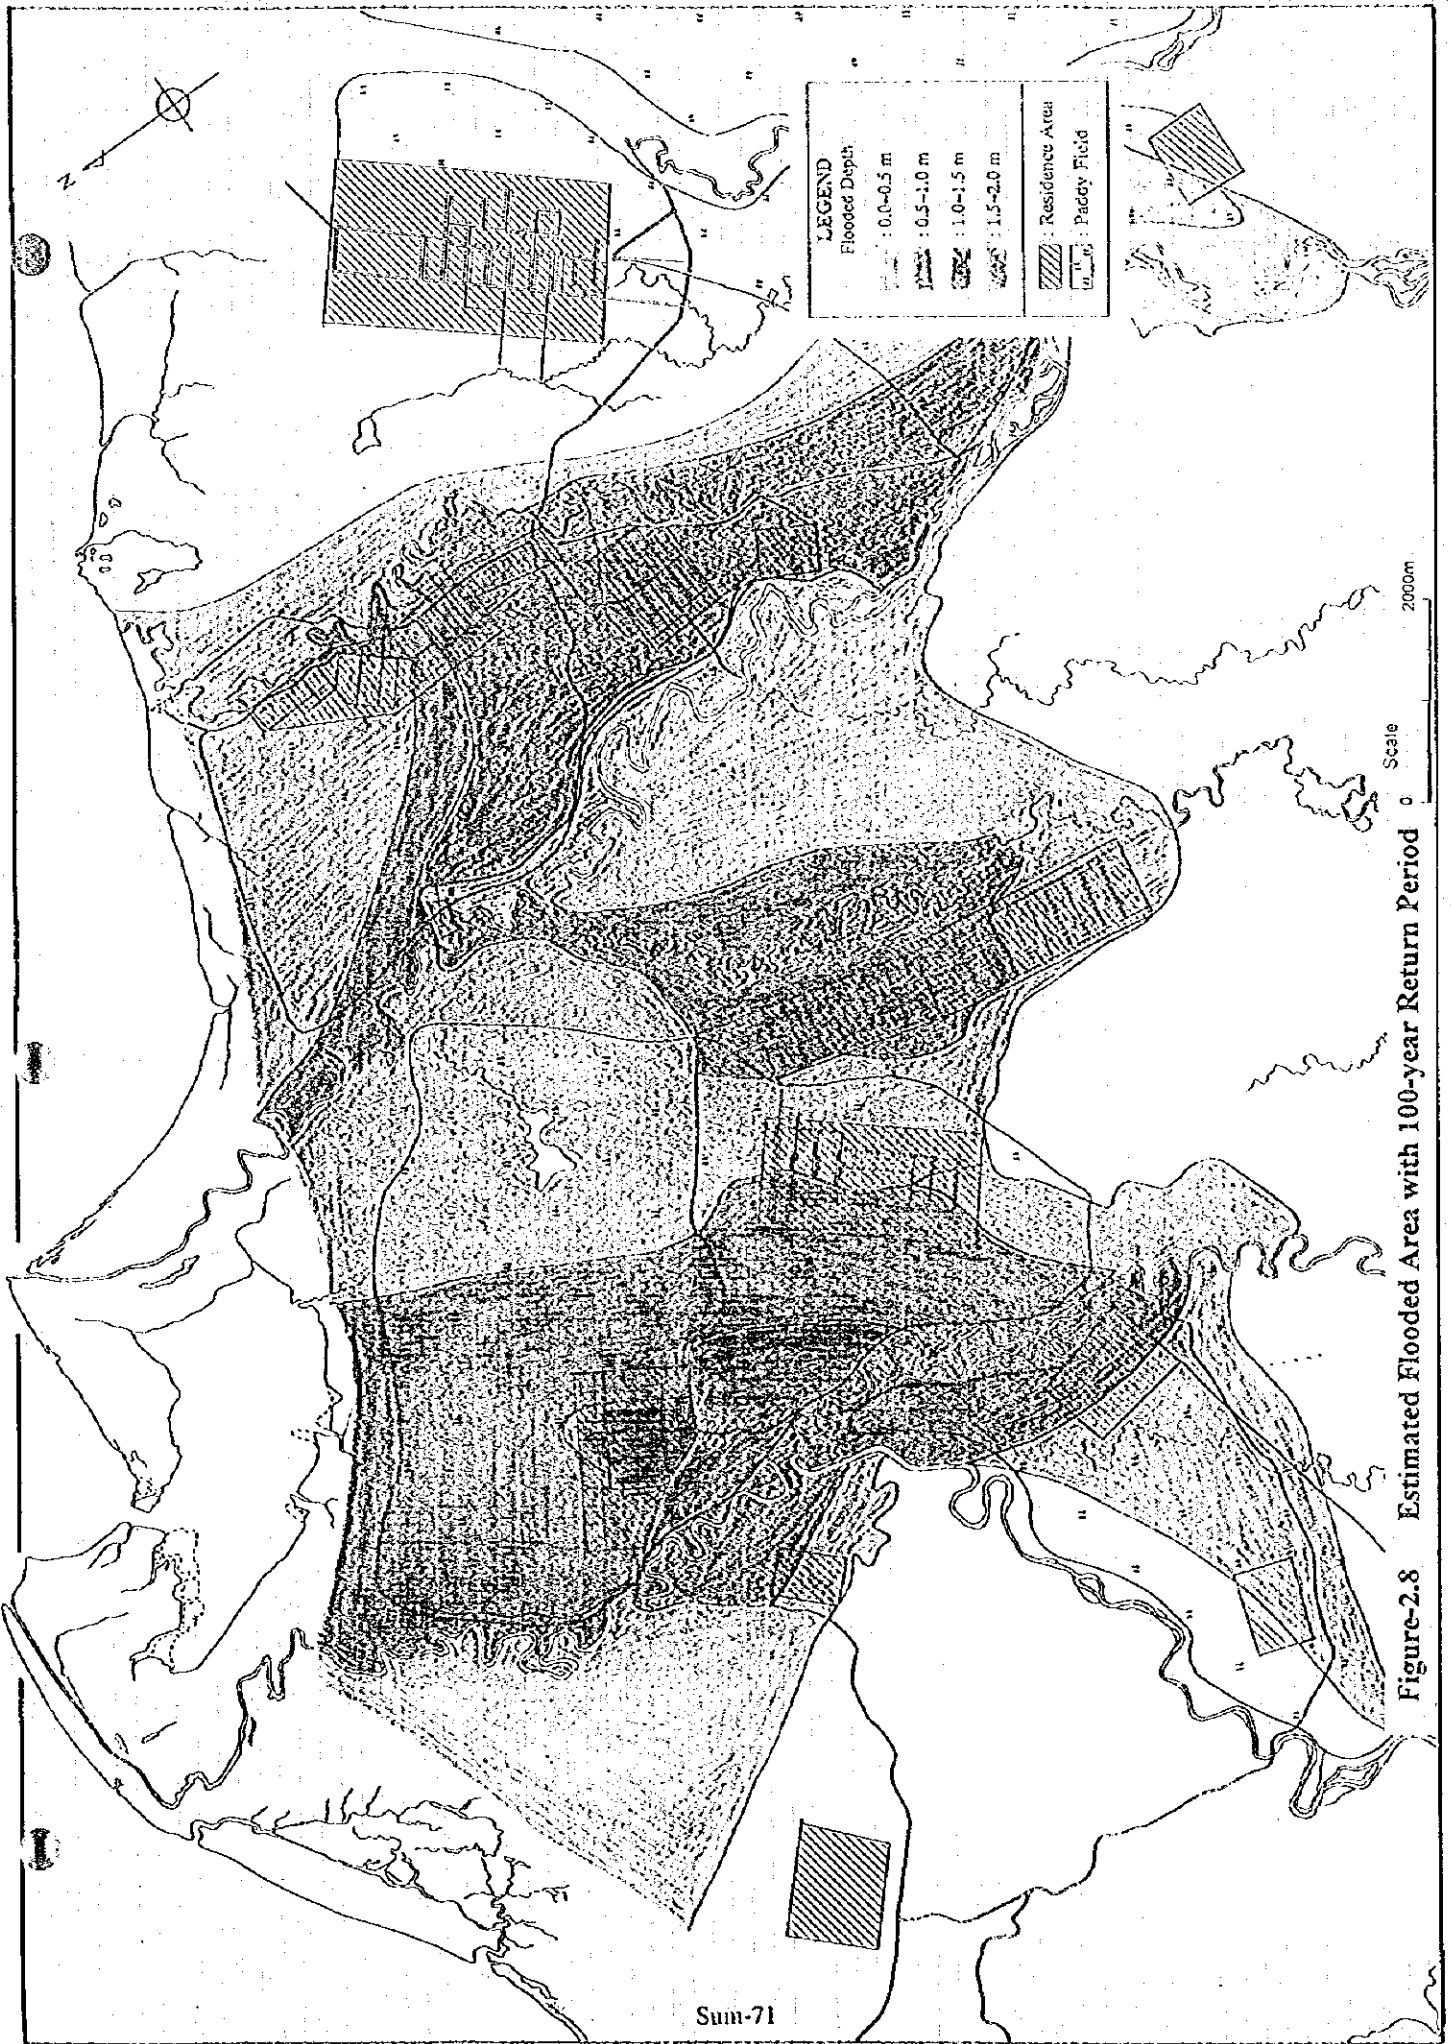 N
LEGEND
Flooded Depth
: 0.0-0.5 m
: 0.5-1.0 m
: 1.0-1.5 m
: 1.5-2.0 m
: Residence Area
: Paddy Field
Scale
0 2000m
Figure-2.8 Estimated Flooded Area with 100-year Return Period
Sum-71